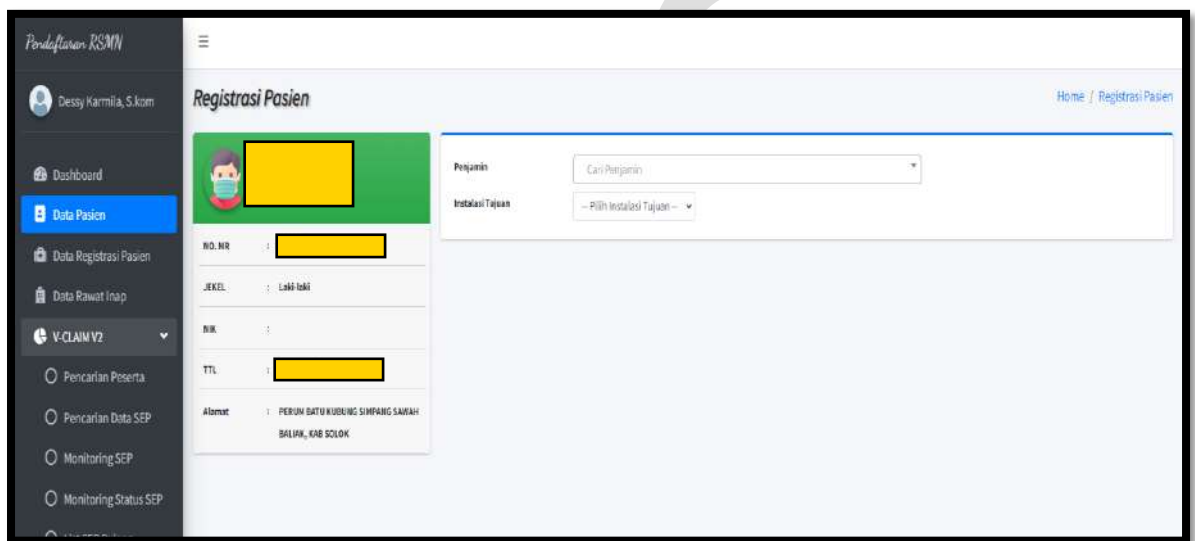 Pendaftaran RSMN
Dessy Karmila, S.kom
Registrasi Pasien
Home / Registrasi Pasien
Dashboard
Data Pasien
Data Registrasi Pasien
Data Rawat Inap
V-CLAIM V2
Pencarian Peserta
Pencarian Data SEP
Monitoring SEP
Monitoring Status SEP
NO. MR :
JEKEL : Laki-laki
NIK :
TTL :
Alamat : PERUM BATU KUBUNG SIMPANG SAWAH
BALIAK, KAB SOLOK
Penjamin Cari Penjamin
Instalasi Tujuan -- Pilih Instalasi Tujuan --